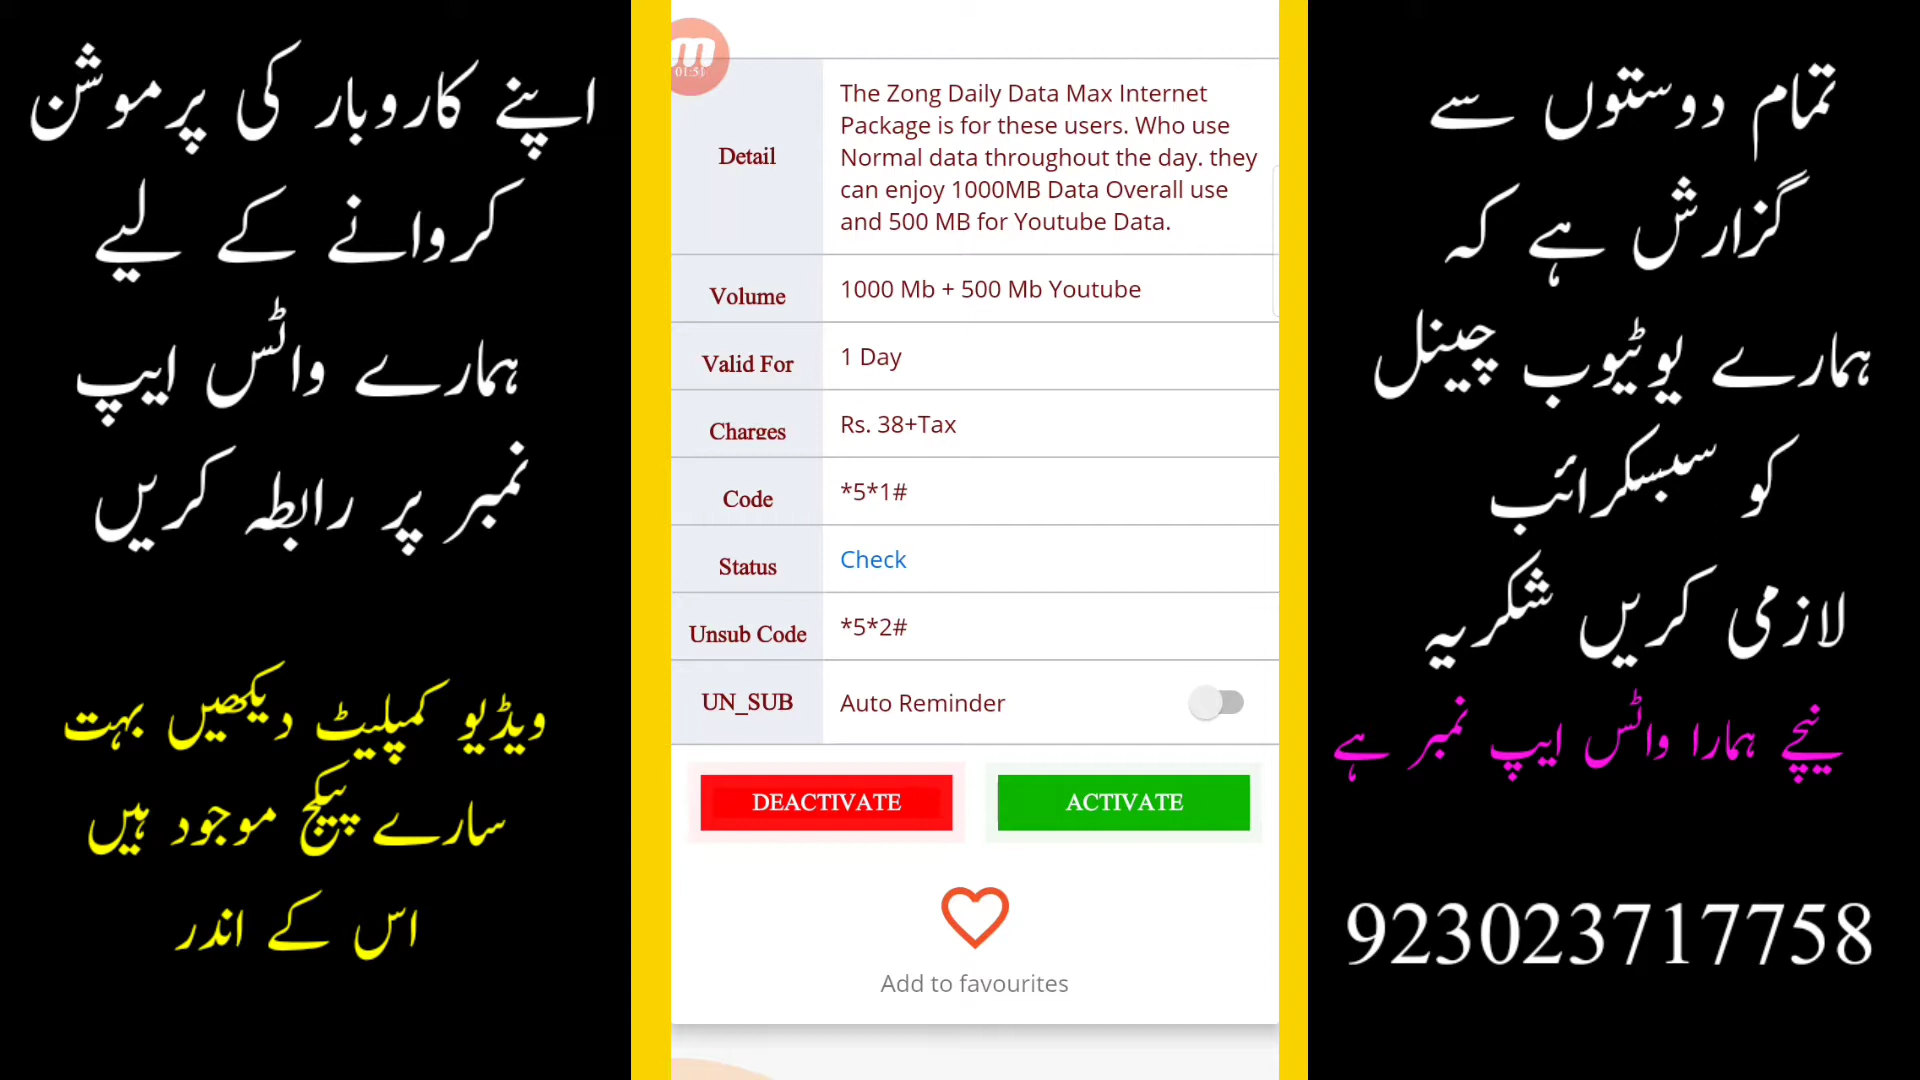 اپنے کاروبار کی پرموشن
کروانے کے لیے
ہمارے واٹس ایپ
نمبر پر رابطہ کریں
ویڈیو کمپلیٹ دیکھیں بہت
سارے پیکج موجود ہیں
اس کے اندر
m
01:51
Detail
The Zong Daily Data Max Internet
Package is for these users. Who use
Normal data throughout the day. they
can enjoy 1000MB Data Overall use
and 500 MB for Youtube Data.
Volume
1000 Mb + 500 Mb Youtube
Valid For
1 Day
Charges
Rs. 38+Tax
Code
*5*1#
Status
Check
Unsub Code
*5*2#
UN_SUB
Auto Reminder
DEACTIVATE
ACTIVATE
Add to favourites
تمام دوستوں سے
گزارش ہے کہ
ہمارے یوٹیوب چینل
کو سبسکرائب
لازمی کریں شکریہ
نیچے ہمارا واٹس ایپ نمبر ہے
923023717758